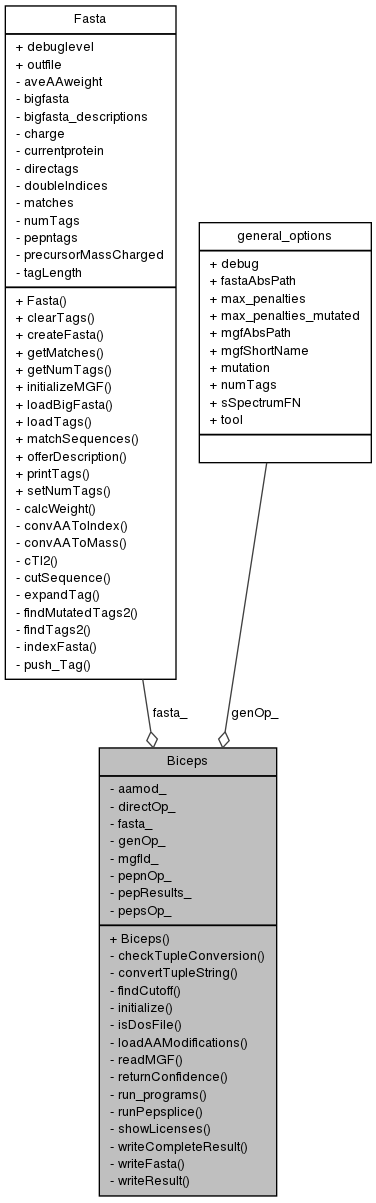 Fasta
+ debuglevel
+ outfile
- aveAAweight
- bigfasta
- bigfasta_descriptions
- charge
- currentprotein
- directags
- doubleIndices
- matches
- numTags
- pepntags
- precursorMassCharged
- tagLength
+ Fasta()
+ clearTags()
+ createFasta()
+ getMatches()
+ getNumTags()
+ initializeMGF()
+ loadBigFasta()
+ loadTags()
+ matchSequences()
+ offerDescription()
+ printTags()
+ setNumTags()
- calcWeight()
- convAAToIndex()
- convAAToMass()
- cTI2()
- cutSequence()
- expandTag()
- findMutatedTags2()
- findTags2()
- indexFasta()
- push_Tag()
general_options
+ debug
+ fastaAbsPath
+ max_penalties
+ max_penalties_mutated
+ mgfAbsPath
+ mgfShortName
+ mutation
+ numTags
+ sSpectrumFN
+ tool
fasta_
genOp_
Biceps
- aamod_
- directOp_
- fasta_
- genOp_
- mgfId_
- pepnOp_
- pepResults_
- pepsOp_
+ Biceps()
- checkTupleConversion()
- convertTupleString()
- findCutoff()
- initialize()
- isDosFile()
- loadAAModifications()
- readMGF()
- returnConfidence()
- run_programs()
- runPepsplice()
- showLicenses()
- writeCompleteResult()
- writeFasta()
- writeResult()